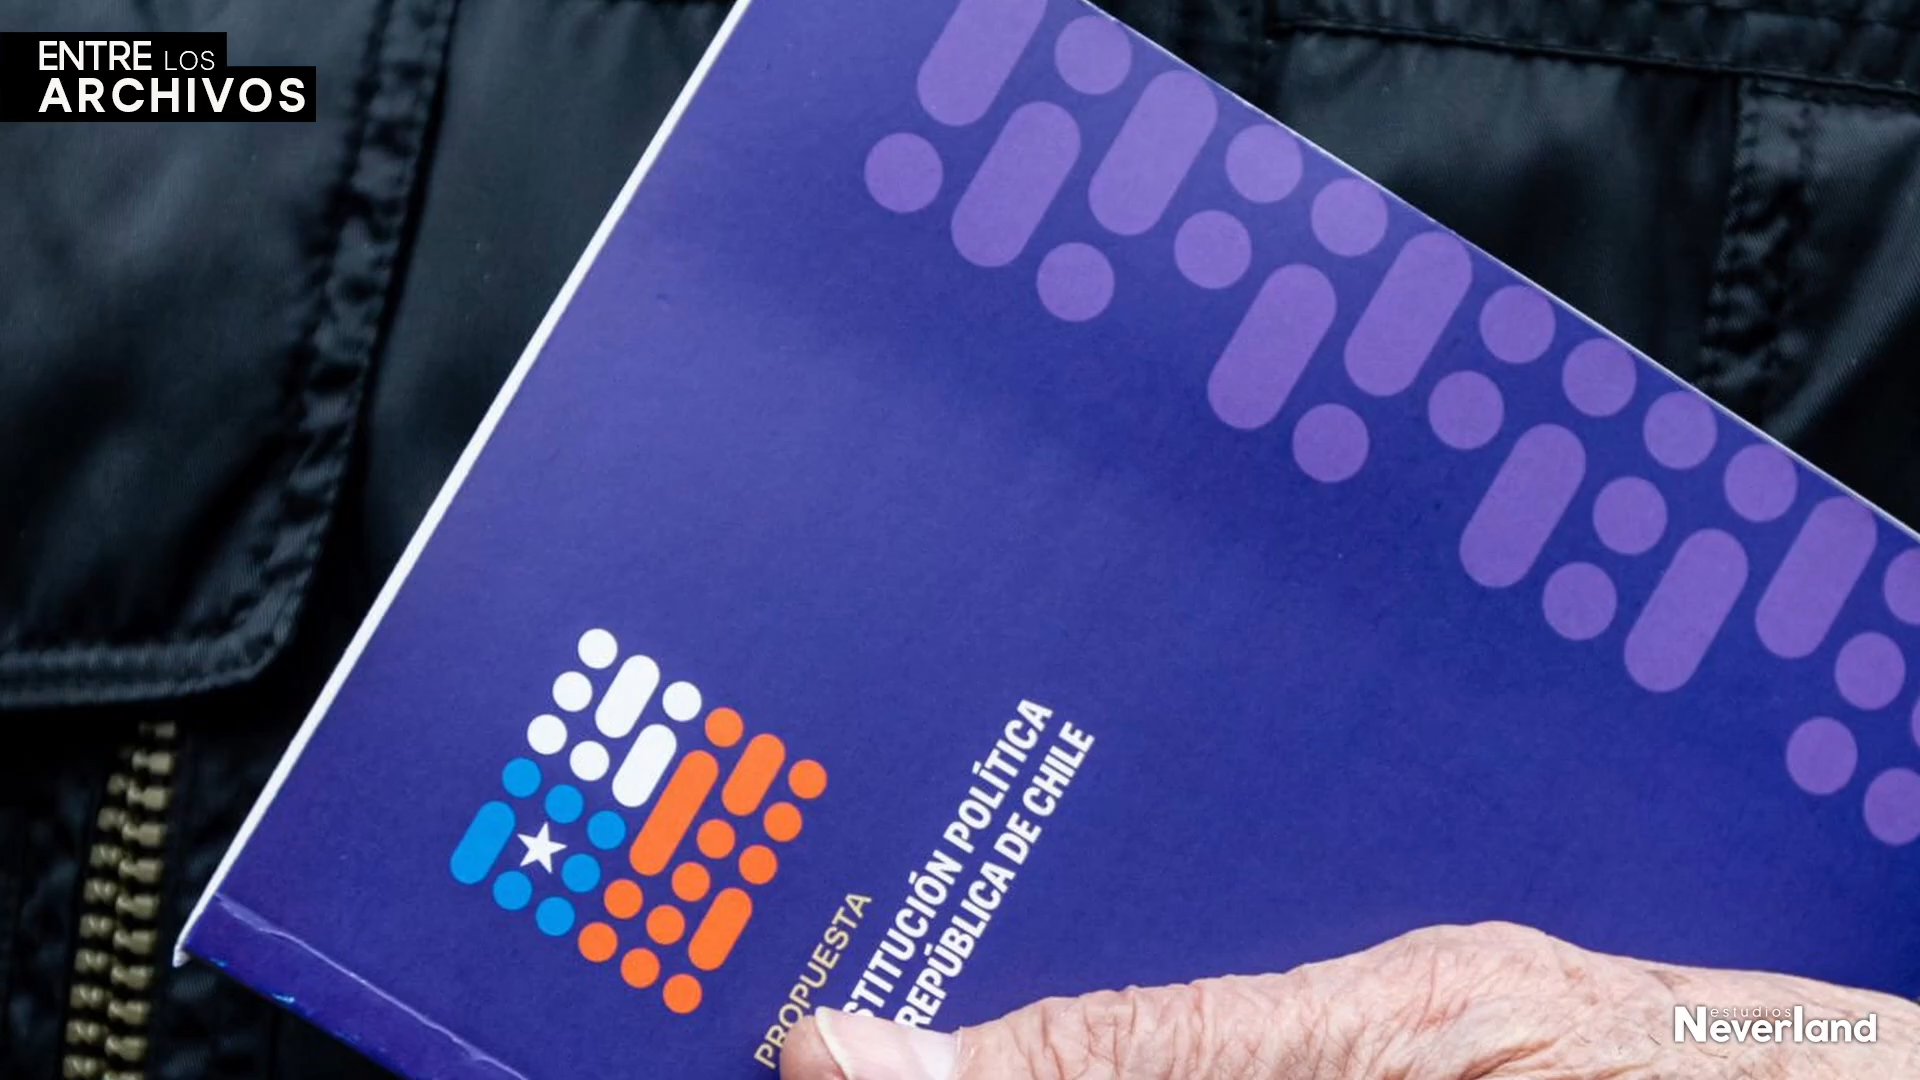 ENTRE LOS
ARCHIVOS
PROPUESTA
STITUCIÓN POLÍTICA
REPÚBLICA DE CHILE
estudios
Neverland